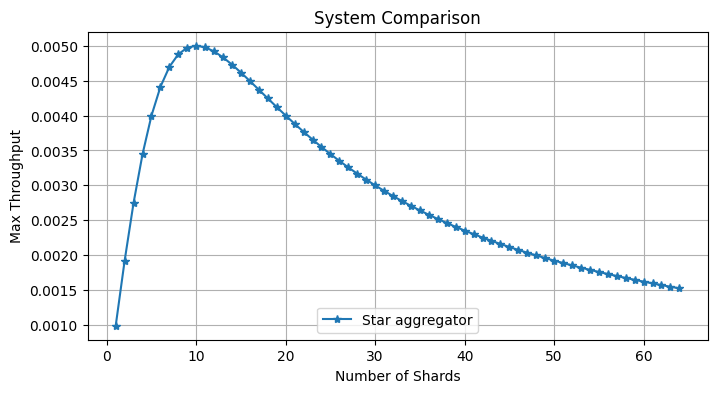 System Comparison
Max Throughput
0.0050
0.0045
0.0040
0.0035
0.0030
0.0025
0.0020
0.0015
0.0010
Star aggregator
0 10 20 30 40 50 60
Number of Shards